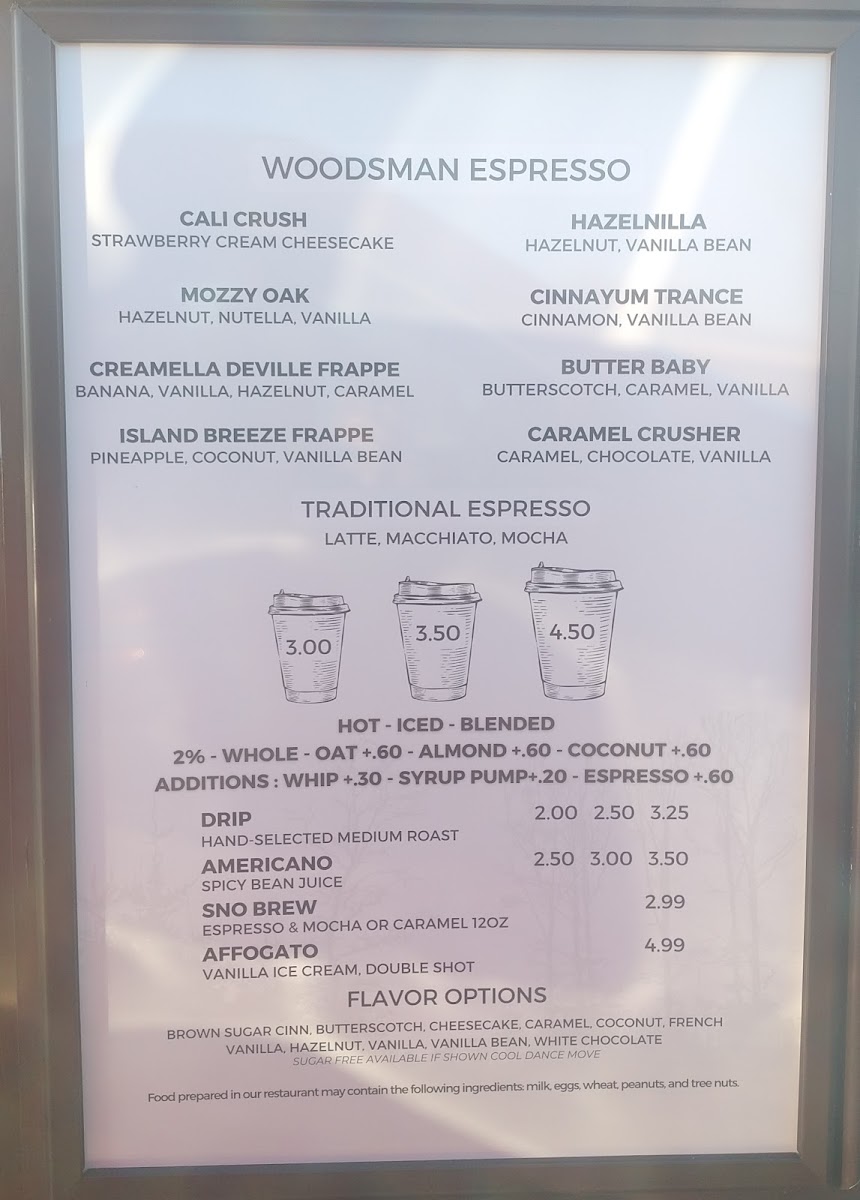 WOODSMAN ESPRESSO
CALI CRUSH
STRAWBERRY CREAM CHEESECAKE
HAZELNILLA
HAZELNUT, VANILLA BEAN
MOZZY OAK
HAZELNUT, NUTELLA, VANILLA
CINNAYUM TRANCE
CINNAMON, VANILLA BEAN
CREAMELLA DEVILLE FRAPPE
BANANA, VANILLA, HAZELNUT, CARAMEL
BUTTER BABY
BUTTERSCOTCH, CARAMEL, VANILLA
ISLAND BREEZE FRAPPE
PINEAPPLE, COCONUT, VANILLA BEAN
CARAMEL CRUSHER
CARAMEL, CHOCOLATE, VANILLA
TRADITIONAL ESPRESSO
LATTE, MACCHIATO, MOCHA
3.00 3.50 4.50
HOT - ICED - BLENDED
2% - WHOLE - OAT +.60 - ALMOND +.60 - COCONUT +.60
ADDITIONS : WHIP +.30 - SYRUP PUMP+.20 - ESPRESSO +.60
DRIP 2.00 2.50 3.25
HAND-SELECTED MEDIUM ROAST
AMERICANO 2.50 3.00 3.50
SPICY BEAN JUICE
SNO BREW 2.99
ESPRESSO & MOCHA OR CARAMEL 12OZ
AFFOGATO 4.99
VANILLA ICE CREAM, DOUBLE SHOT
FLAVOR OPTIONS
BROWN SUGAR CINN, BUTTERSCOTCH, CHEESECAKE, CARAMEL, COCONUT, FRENCH
VANILLA, HAZELNUT, VANILLA, VANILLA BEAN, WHITE CHOCOLATE
SUGAR FREE AVAILABLE IF SHOWN COOL DANCE MOVE
Food prepared in our restaurant may contain the following ingredients: milk, eggs, wheat, peanuts, and tree nuts.